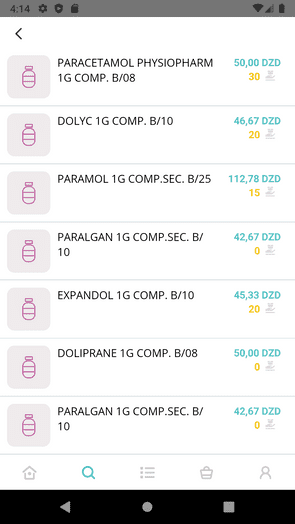 4:14
PARACETAMOL PHYSIOPHARM
1G COMP. B/08
50,00 DZD
30
DOLYC 1G COMP. B/10
46,67 DZD
20
PARAMOL 1G COMP.SEC. B/25
112,78 DZD
15
PARALGAN 1G COMP.SEC. B/
10
42,67 DZD
0
EXPANDOL 1G COMP. B/10
45,33 DZD
20
DOLIPRANE 1G COMP. B/08
50,00 DZD
0
PARALGAN 1G COMP.SEC. B/
10
42,67 DZD
0